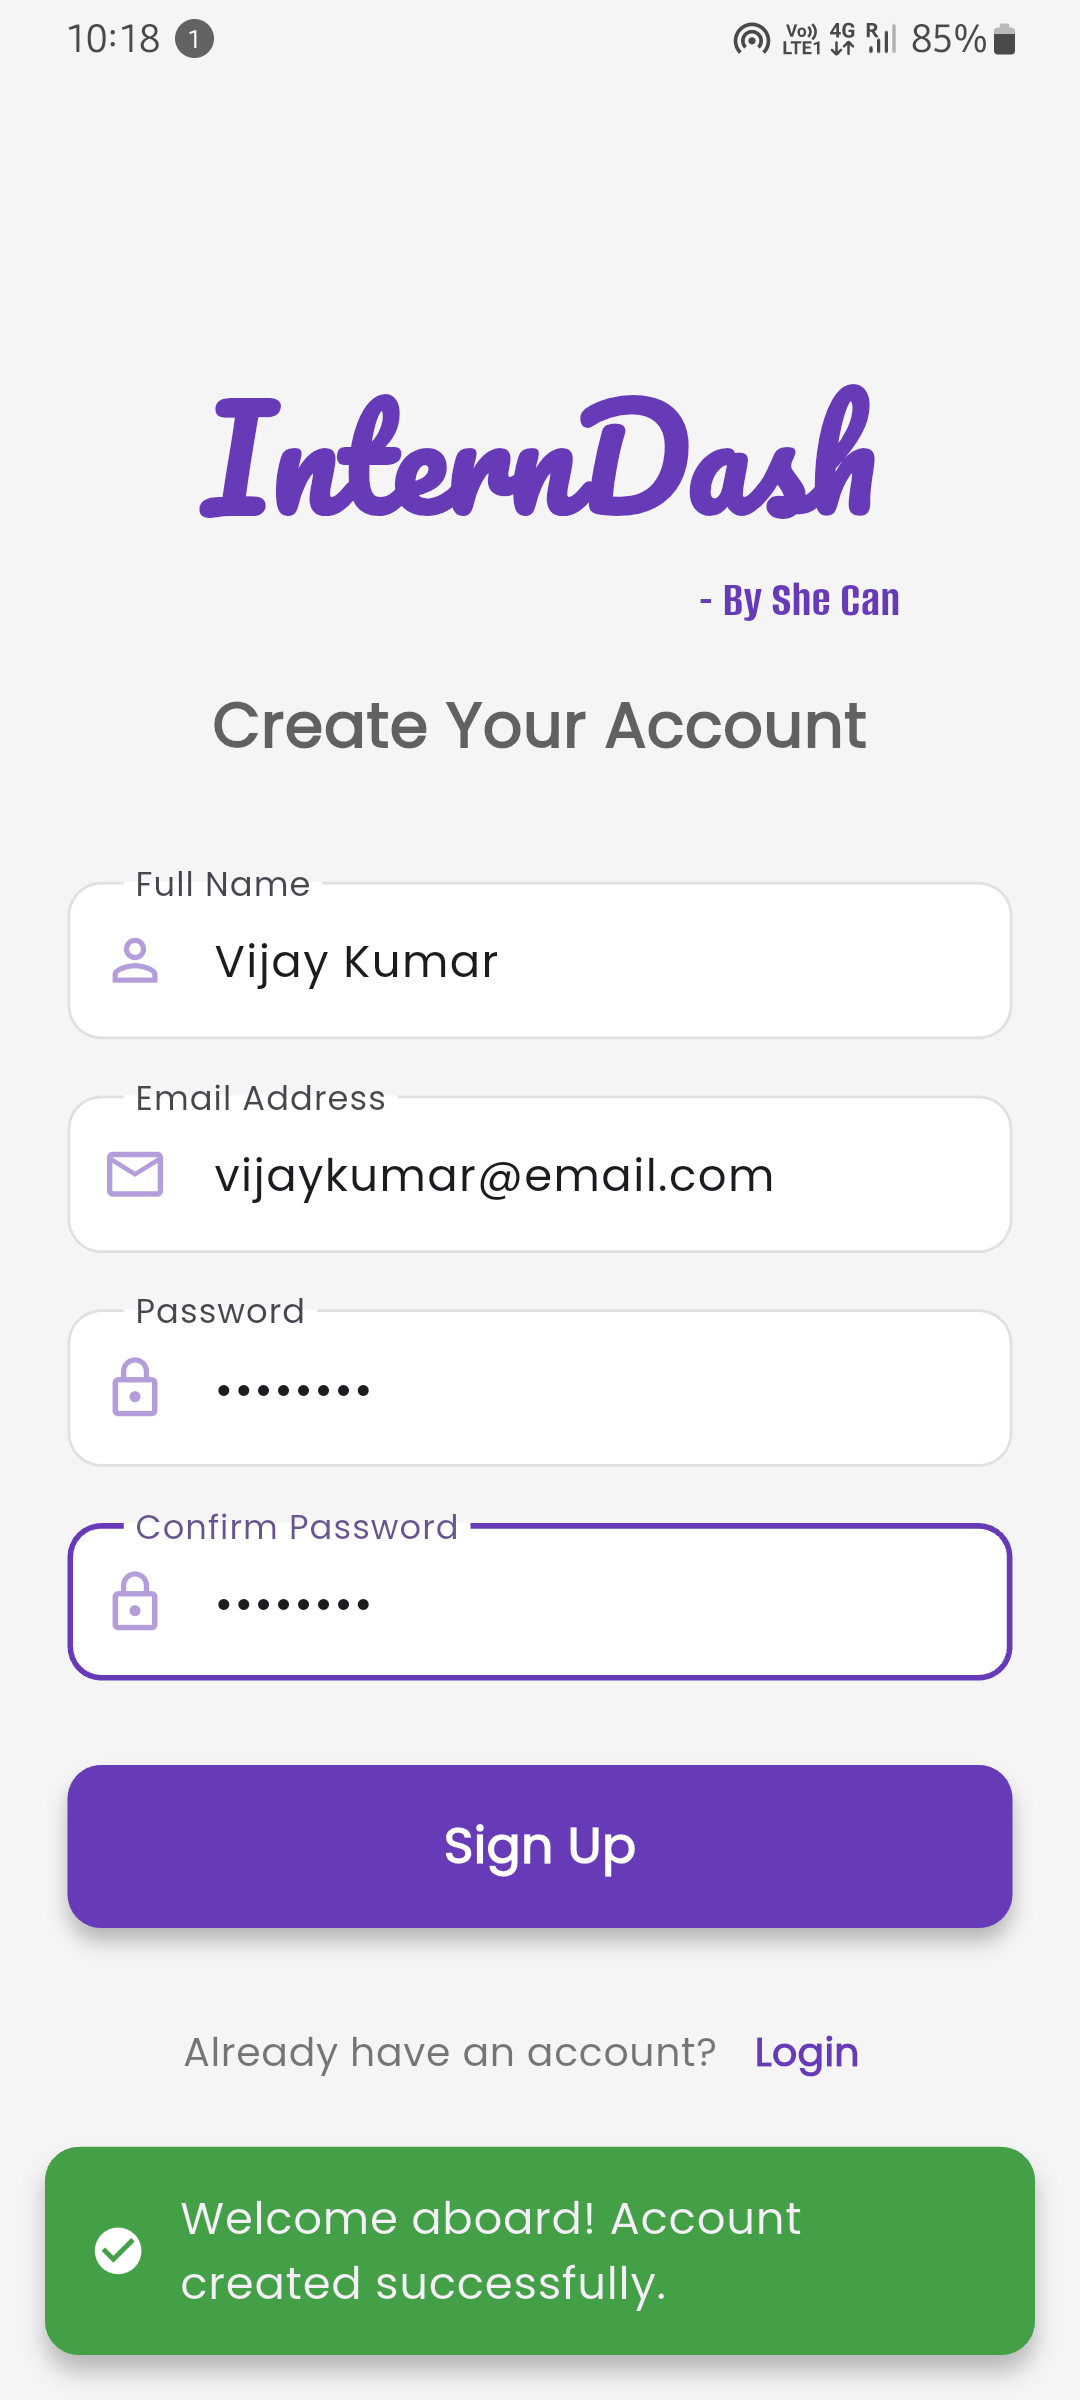 10:18 1 Vo)) LTE1 4G R 85%
InternDash
- By She Can
Create Your Account
Full Name
Vijay Kumar
Email Address
vijaykumar@email.com
Password
••••••••
Confirm Password
••••••••
Sign Up
Already have an account? Login
Welcome aboard! Account
created successfully.